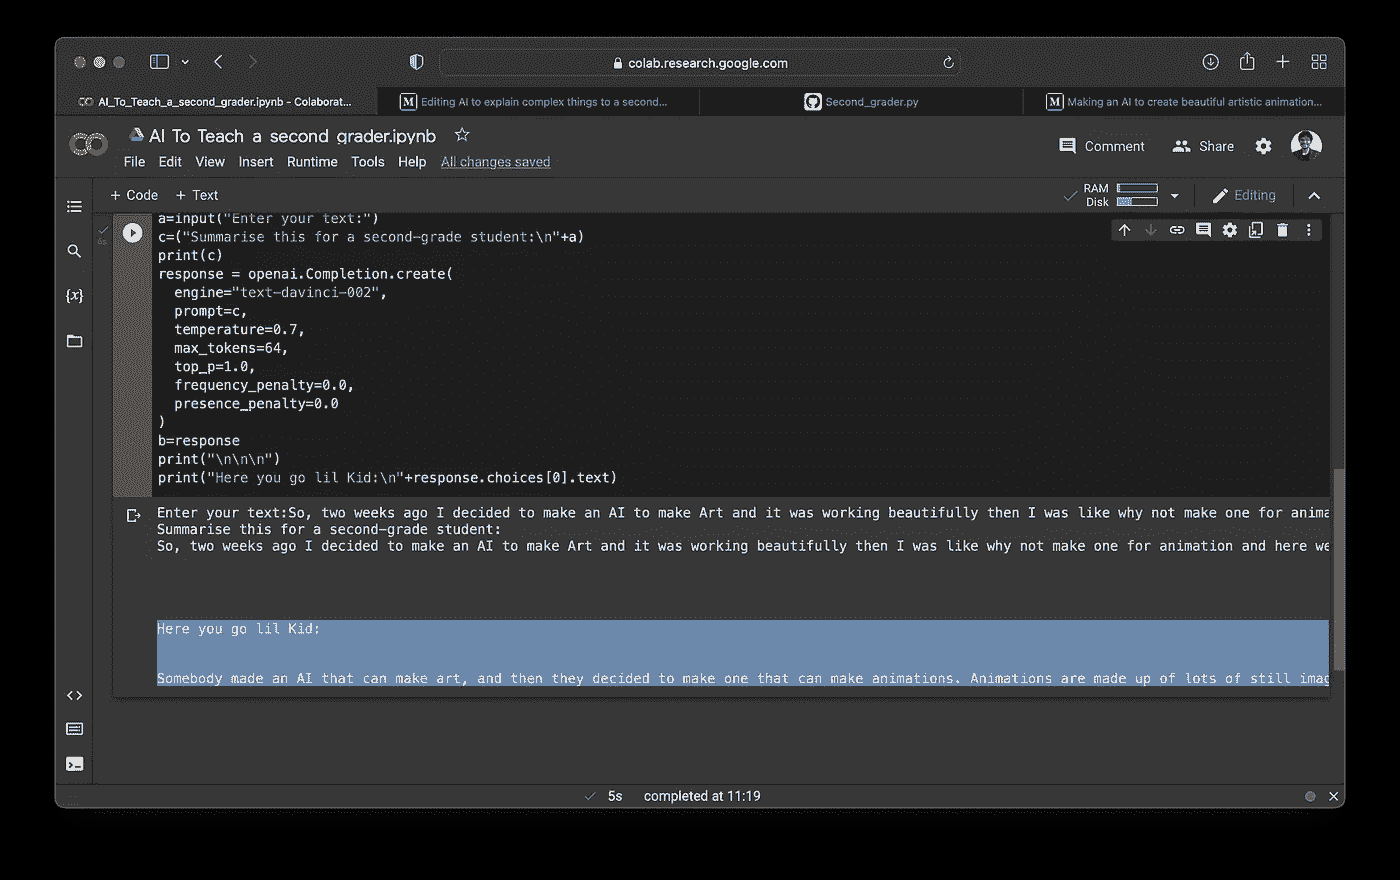 colab.research.google.com
AI_To_Teach_a_second_grader.ipynb - Colaborat...
M Editing AI to explain complex things to a second...
Second_grader.py
M Making an AI to create beautiful artistic animation...
AI To Teach a second grader.ipynb
Comment
Share
File Edit View Insert Runtime Tools Help All changes saved
+ Code + Text
RAM
Disk
Editing
a=input("Enter your text:")
c=("Summarise this for a second-grade student:\n"+a)
print(c)
response = openai.Completion.create(
engine="text-davinci-002",
prompt=c,
temperature=0.7,
max_tokens=64,
top_p=1.0,
frequency_penalty=0.0,
presence_penalty=0.0
)
b=response
print("\n\n\n")
print("Here you go lil Kid:\n"+response.choices[0].text)
6s
{x}
Enter your text:So, two weeks ago I decided to make an AI to make Art and it was working beautifully then I was like why not make one for anima
Summarise this for a second-grade student:
So, two weeks ago I decided to make an AI to make Art and it was working beautifully then I was like why not make one for animation and here we
Here you go lil Kid:
Somebody made an AI that can make art, and then they decided to make one that can make animations. Animations are made up of lots of still imag
5s completed at 11:19